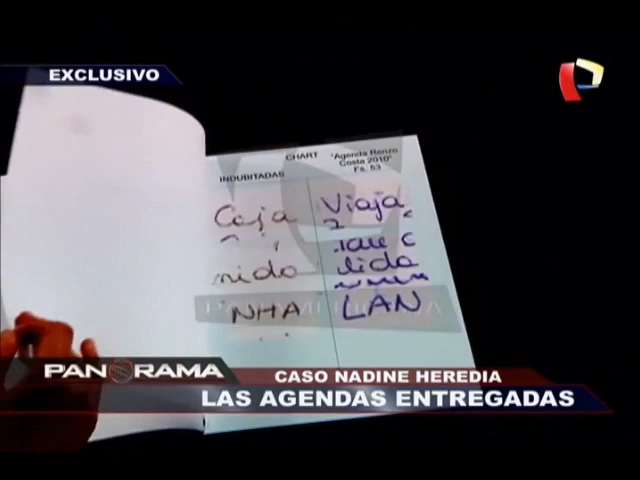 EXCLUSIVO
CHART "Agenda Renzo
Costa 2010"
INDUBITADAS Fs. 53
Caja Viaja
nido lida
NHA LAN
PANORAMA
CASO NADINE HEREDIA
LAS AGENDAS ENTREGADAS